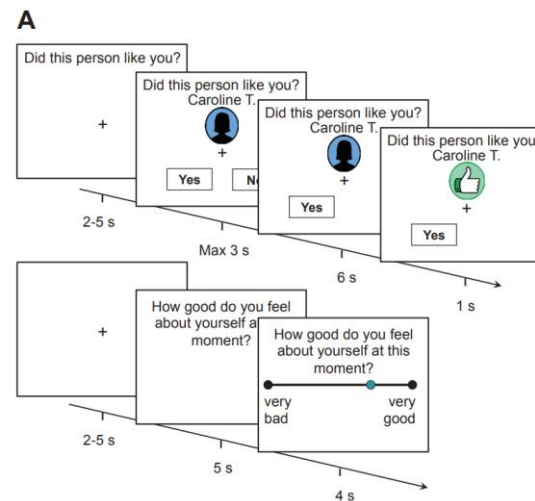 A
Did this person like you?
+
2-5 s
Did this person like you?
Caroline T.
+
Yes
Max 3 s
Did this person like you?
Caroline T.
+
Yes
6 s
Did this person like you
Caroline T.
+
Yes
1 s
+
2-5 s
How good do you feel
about yourself at
moment?
5 s
How good do you feel
about yourself at this
moment?
very
bad
very
good
4 s